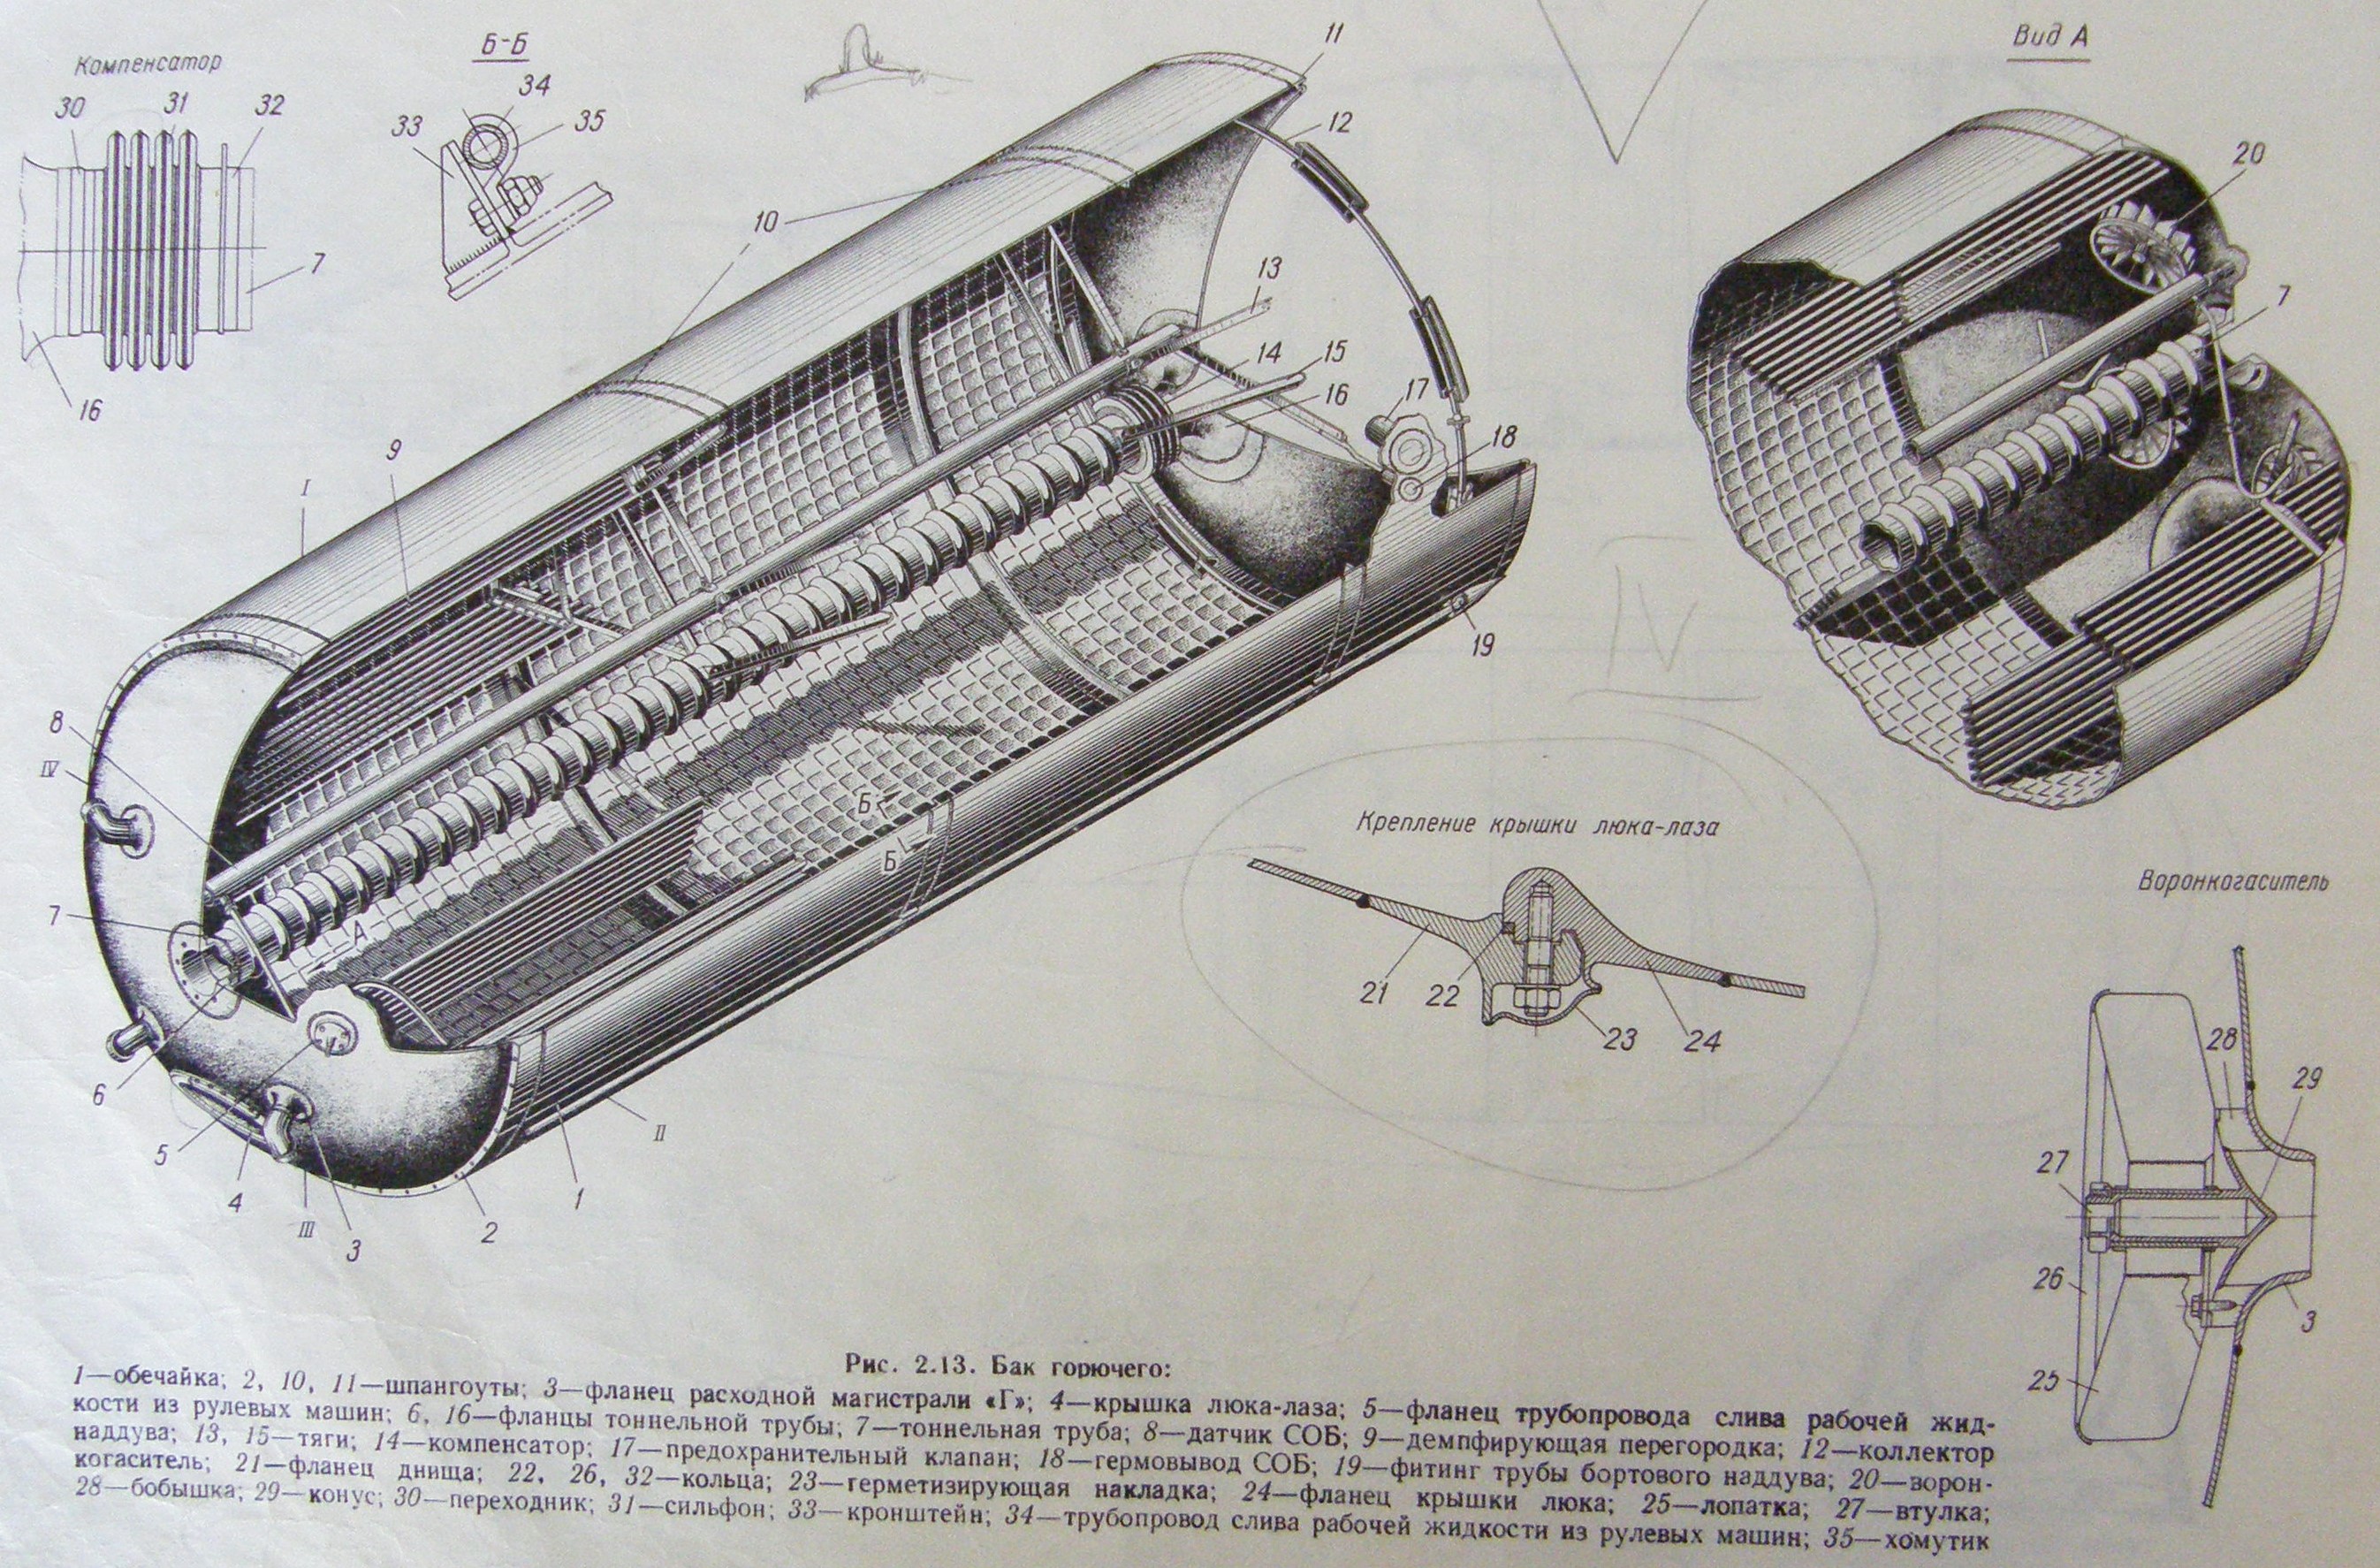 Компенсатор
30
31
32
7
16
Б-Б
34
33
35
11
12
10
13
14
15
16
17
18
19
9
I
8
IV
7
6
5
4
III
3
2
1
II
А
Б
Б
Вид А
20
7
IV
Крепление крышки люка-лаза
21
22
23
24
Воронкогаситель
28
29
27
26
25
3
Рис. 2.13. Бак горючего:
1—обечайка; 2, 10, 11—шпангоуты; 3—фланец расходной магистрали «Г»; 4—крышка люка-лаза; 5—фланец трубопровода слива рабочей жид-
кости из рулевых машин; 6, 16—фланцы тоннельной трубы; 7—тоннельная труба; 8—датчик СОБ; 9—демпфирующая перегородка; 12—коллектор
наддува; 13, 15—тяги; 14—компенсатор; 17—предохранительный клапан; 18—гермовывод СОБ; 19—фитинг трубы бортового наддува; 20—ворон-
когаситель; 21—фланец днища; 22, 26, 32—кольца; 23—герметизирующая накладка; 24—фланец крышки люка; 25—лопатка; 27—втулка;
28—бобышка; 29—конус; 30—переходник; 31—сильфон; 33—кронштейн; 34—трубопровод слива рабочей жидкости из рулевых машин; 35—хомутик